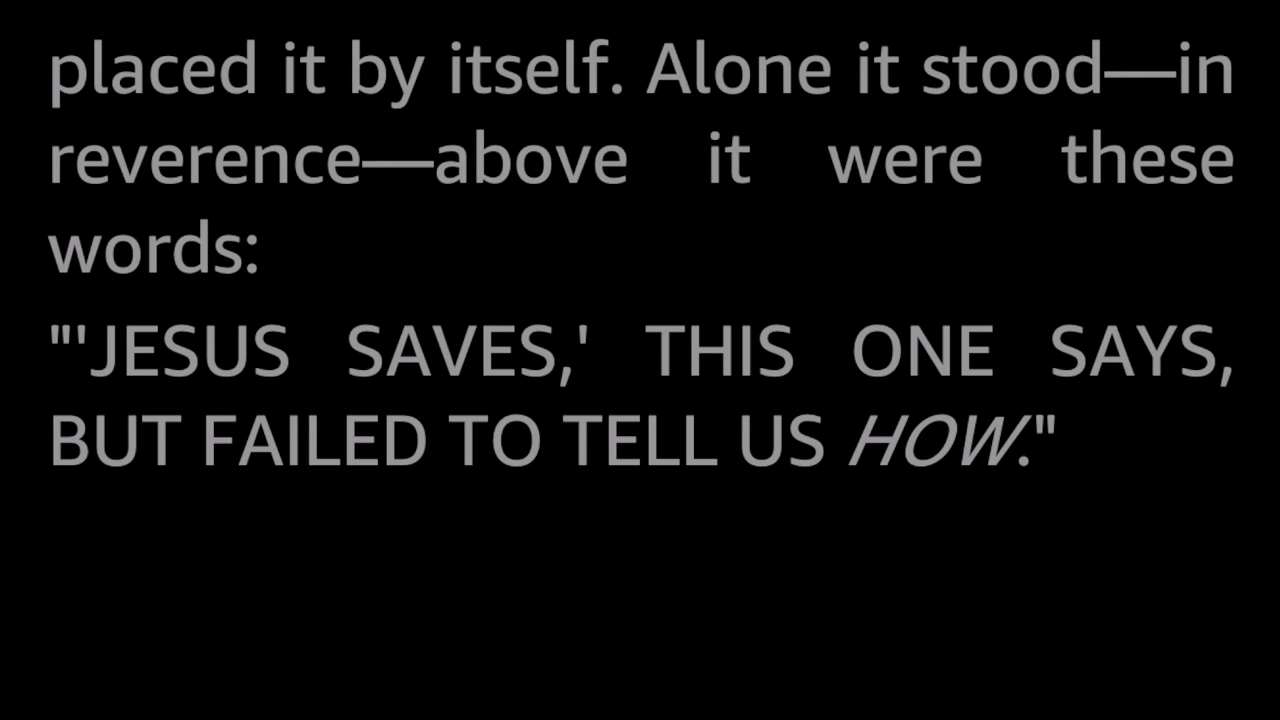 placed it by itself. Alone it stood—in
reverence—above it were these
words:
"'JESUS SAVES,' THIS ONE SAYS,
BUT FAILED TO TELL US HOW."